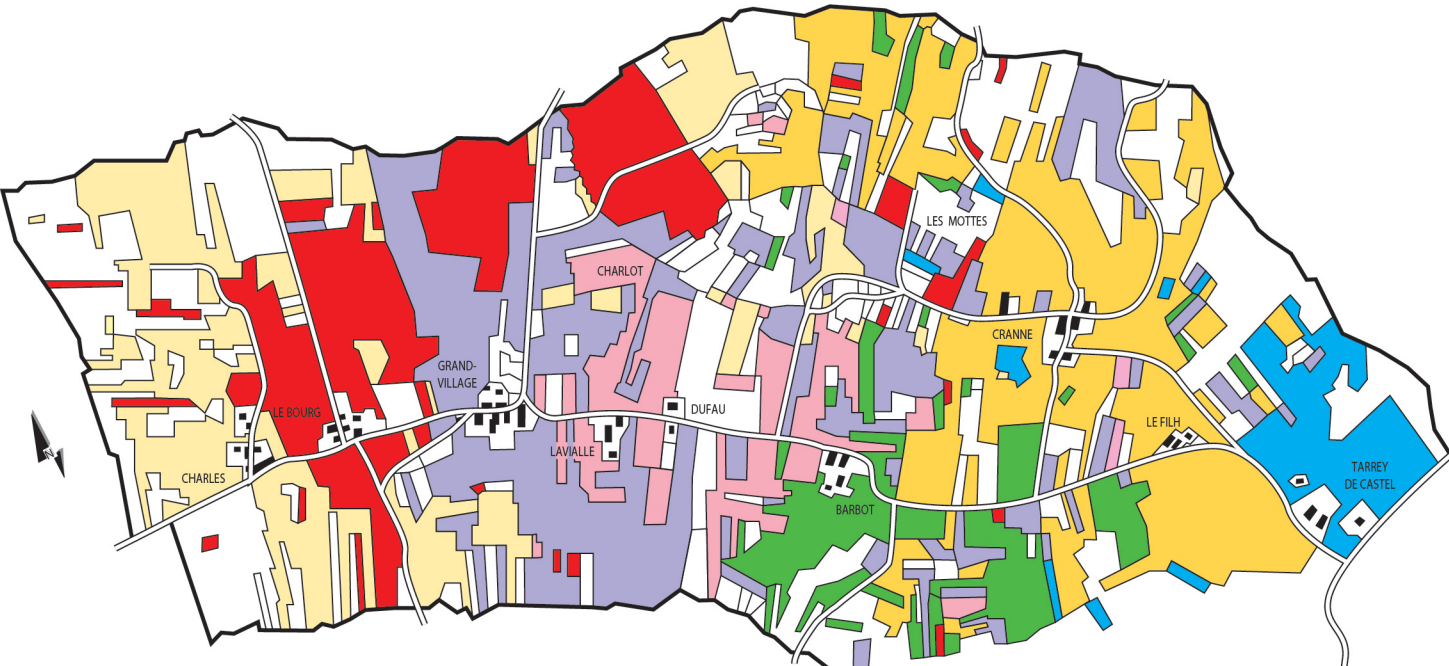 LES MOTTES
CHARLOT
CRANNE
GRAND-
VILLAGE
LE BOURG
DUFAU
LE FILH
LAVIALLE
CHARLES
TARREY
DE CASTEL
BARBOT
N